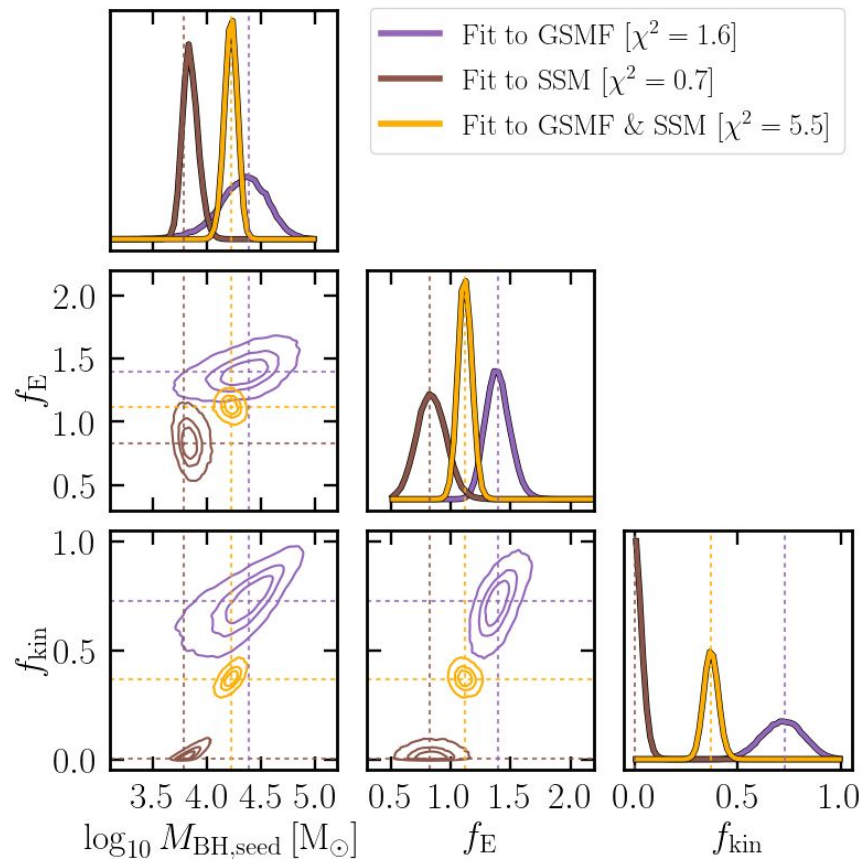 Fit to GSMF [χ² = 1.6]
Fit to SSM [χ² = 0.7]
Fit to GSMF & SSM [χ² = 5.5]
2.0
1.5
1.0
0.5
f_E
1.0
0.5
0.0
f_kin
3.5 4.0 4.5 5.0
0.5 1.0 1.5 2.0
0.0 0.5 1.0
log₁₀ M_BH,seed [M_⊙]
f_E
f_kin